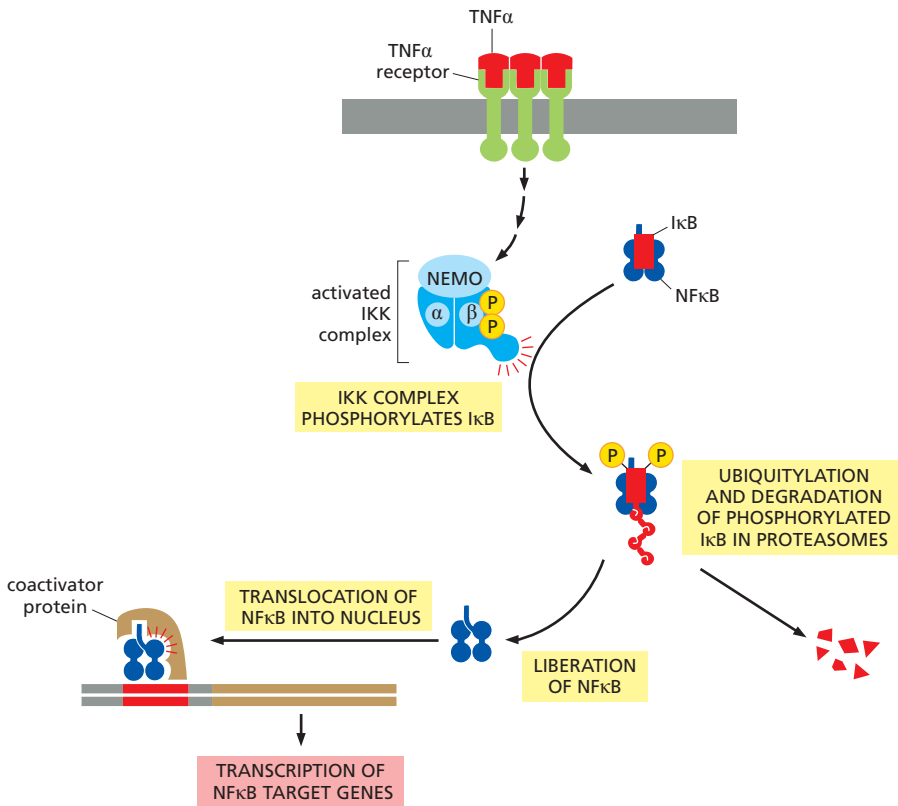 TNFα
TNFα
receptor
IκB
NFκB
NEMO
α
β
P
P
activated
IKK
complex
IKK COMPLEX
PHOSPHORYLATES IκB
P
P
UBIQUITYLATION
AND DEGRADATION
OF PHOSPHORYLATED
IκB IN PROTEASOMES
coactivator
protein
TRANSLOCATION OF
NFκB INTO NUCLEUS
LIBERATION
OF NFκB
TRANSCRIPTION OF
NFκB TARGET GENES